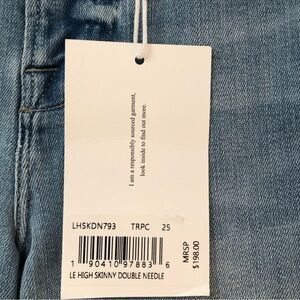 I am a responsibly sourced garment,
look inside to find out more.
LHSKDN793 TRPC 25
1 90410 97883 6
LE HIGH SKINNY DOUBLE NEEDLE
MRSP
$198.00